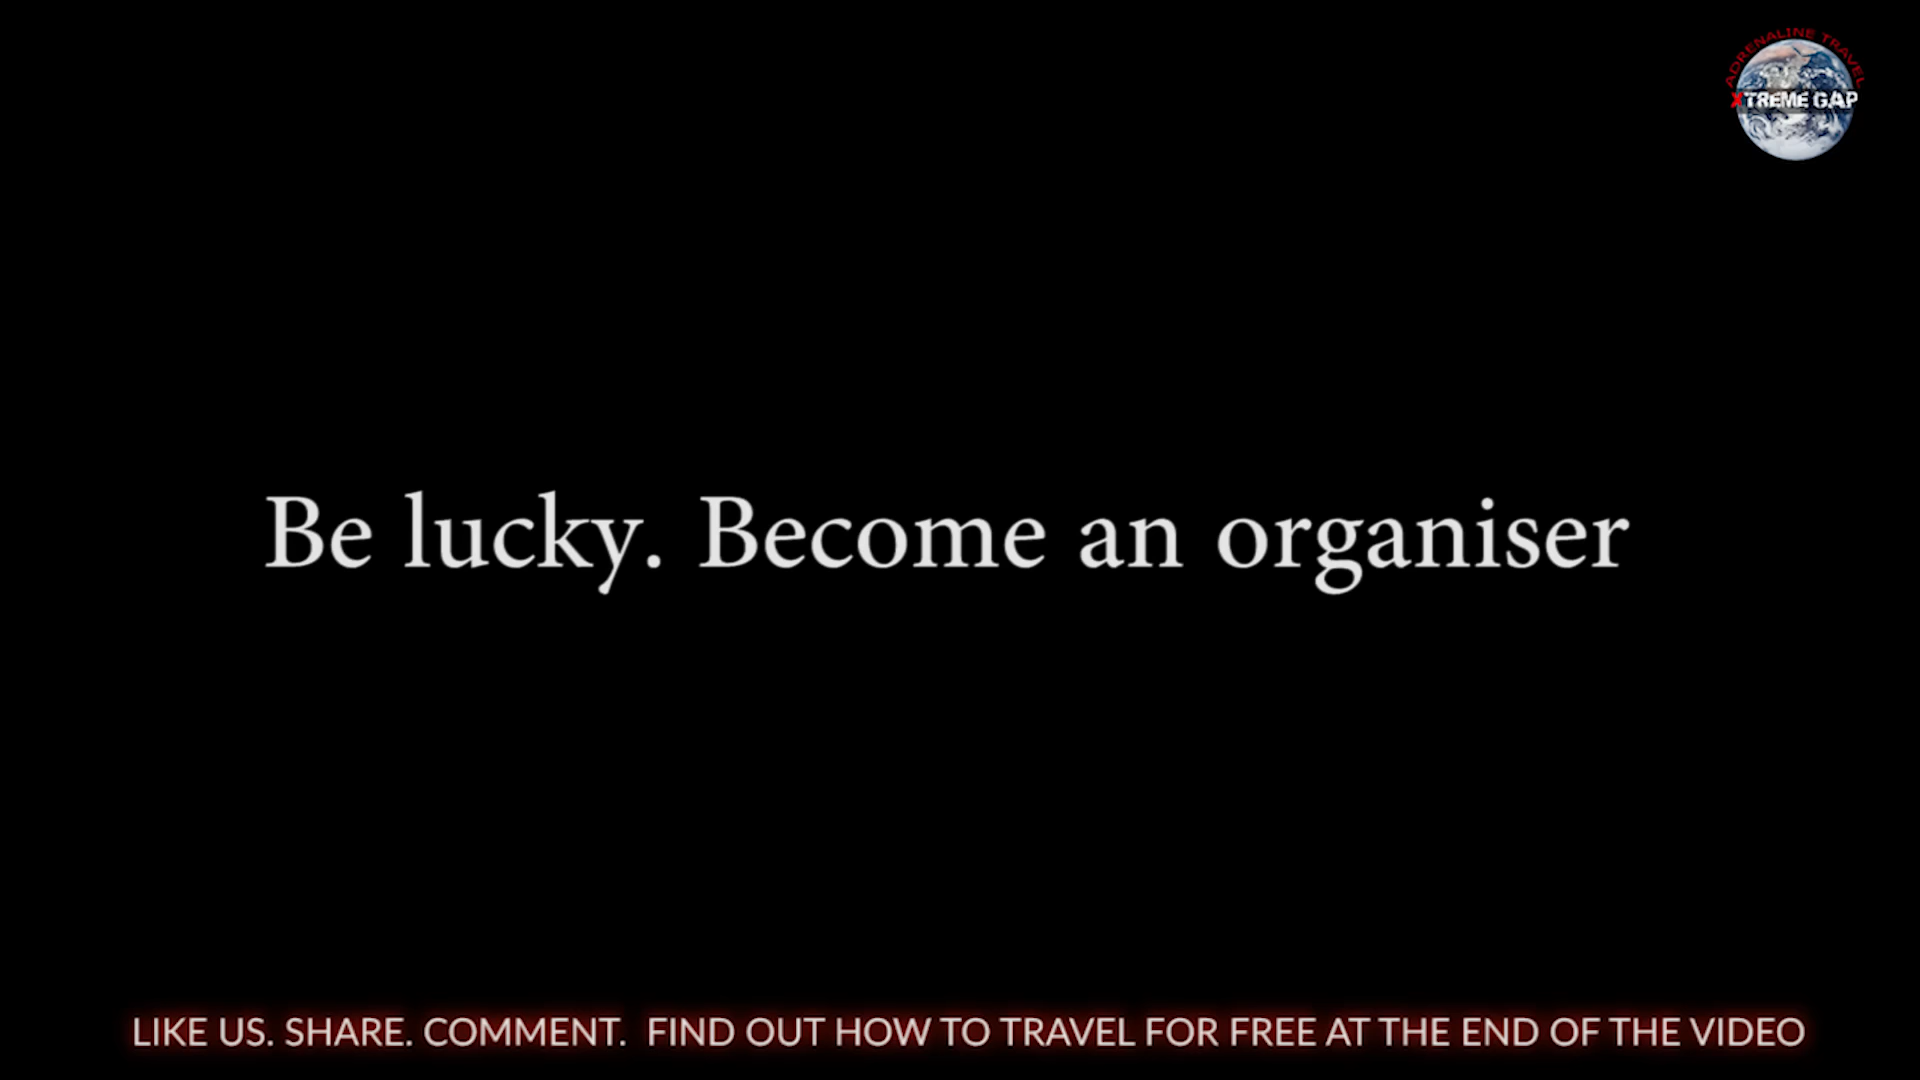 ADRENALINE TRAVEL
XTREME GAP
Be lucky. Become an organiser
LIKE US. SHARE. COMMENT. FIND OUT HOW TO TRAVEL FOR FREE AT THE END OF THE VIDEO